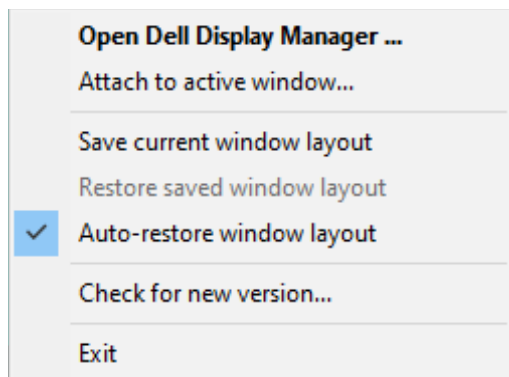 Open Dell Display Manager ...
Attach to active window...
Save current window layout
Restore saved window layout
Auto-restore window layout
Check for new version...
Exit